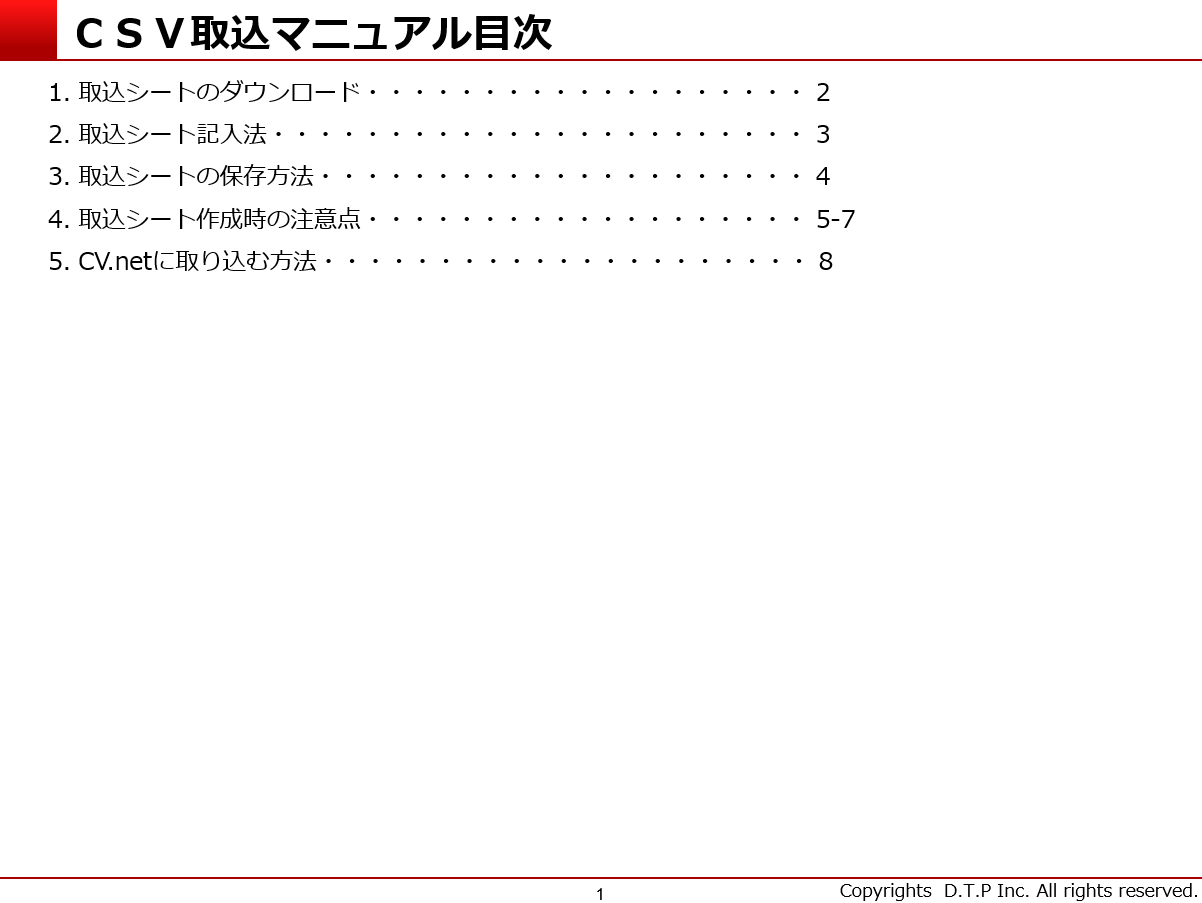 ＣＳＶ取込マニュアル目次
1. 取込シートのダウンロード・・・・・・・・・・・・・・・・・・・ 2
2. 取込シート記入法・・・・・・・・・・・・・・・・・・・・・・・ 3
3. 取込シートの保存方法・・・・・・・・・・・・・・・・・・・・・ 4
4. 取込シート作成時の注意点・・・・・・・・・・・・・・・・・・・ 5-7
5. CV.netに取り込む方法・・・・・・・・・・・・・・・・・・・・・ 8
1
Copyrights  D.T.P Inc. All rights reserved.